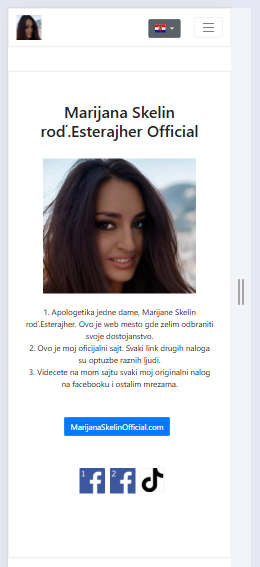 Marijana Skelin
rođ.Esterajher Official
1. Apologetika jedne dame, Marijane Skelin
rođ.Esterajher. Ovo je web mesto gde zelim odbraniti
svoje dostojanstvo.
2. Ovo je moj oficijalni sajt. Svaki link drugih naloga
su optuzbe raznih ljudi.
3. Videcete na mom sajtu svaki moj originalni nalog
na facebooku i ostalim mrezama.
MarijanaSkelinOfficial.com
1 2